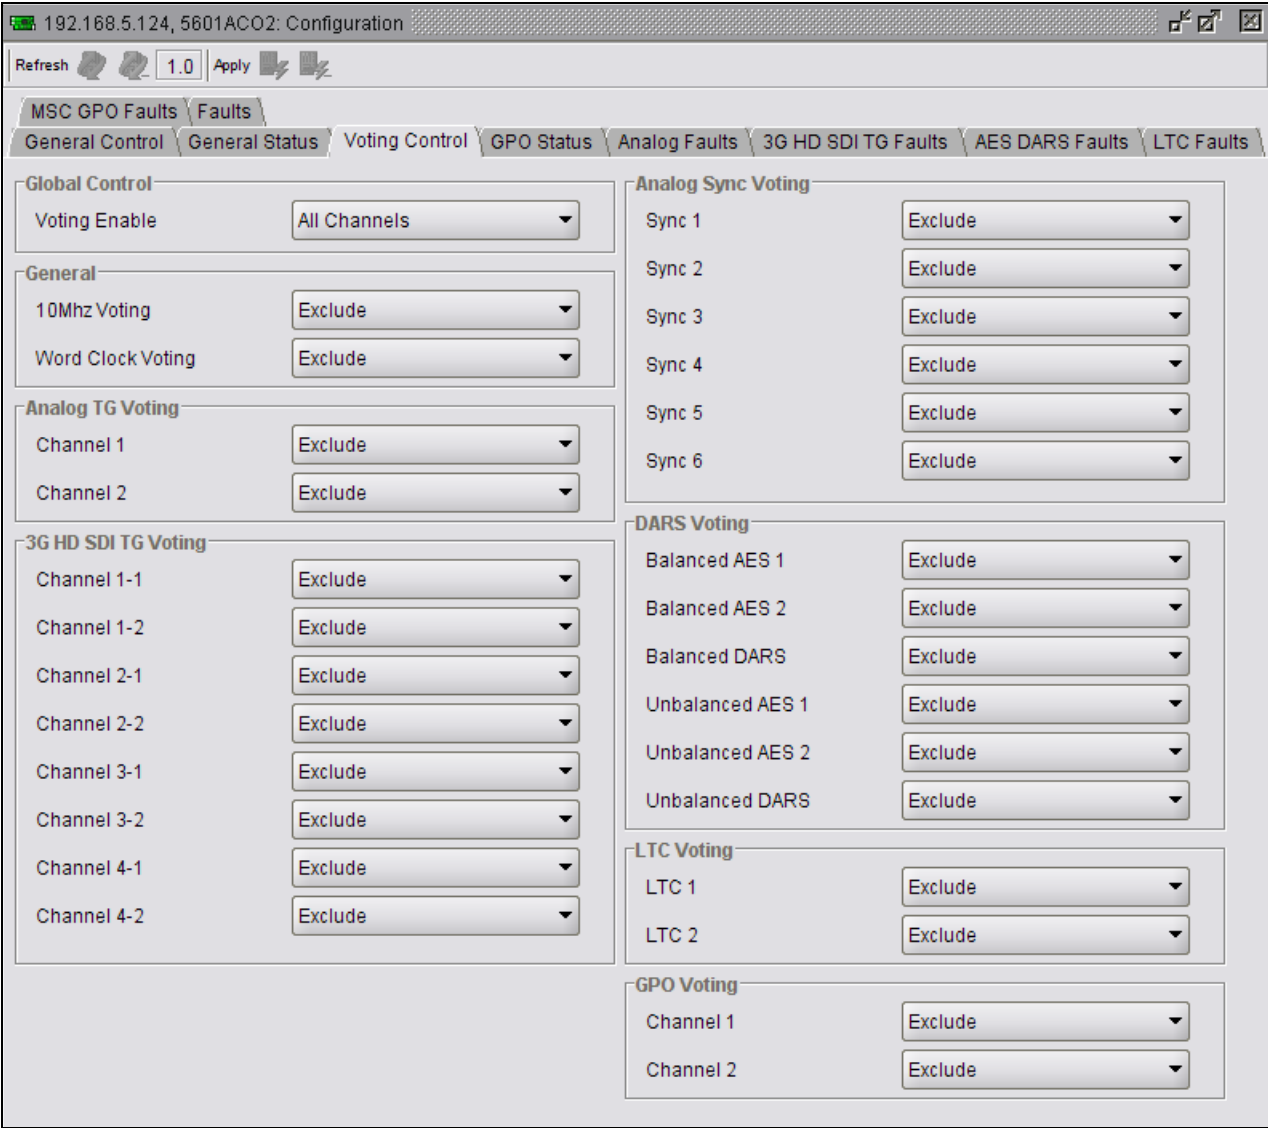 192.168.5.124, 5601ACO2: Configuration
Refresh 1.0 Apply
MSC GPO Faults Faults
General Control General Status Voting Control GPO Status Analog Faults 3G HD SDI TG Faults AES DARS Faults LTC Faults
Global Control
Voting Enable All Channels
General
10Mhz Voting Exclude
Word Clock Voting Exclude
Analog TG Voting
Channel 1 Exclude
Channel 2 Exclude
3G HD SDI TG Voting
Channel 1-1 Exclude
Channel 1-2 Exclude
Channel 2-1 Exclude
Channel 2-2 Exclude
Channel 3-1 Exclude
Channel 3-2 Exclude
Channel 4-1 Exclude
Channel 4-2 Exclude
Analog Sync Voting
Sync 1 Exclude
Sync 2 Exclude
Sync 3 Exclude
Sync 4 Exclude
Sync 5 Exclude
Sync 6 Exclude
DARS Voting
Balanced AES 1 Exclude
Balanced AES 2 Exclude
Balanced DARS Exclude
Unbalanced AES 1 Exclude
Unbalanced AES 2 Exclude
Unbalanced DARS Exclude
LTC Voting
LTC 1 Exclude
LTC 2 Exclude
GPO Voting
Channel 1 Exclude
Channel 2 Exclude